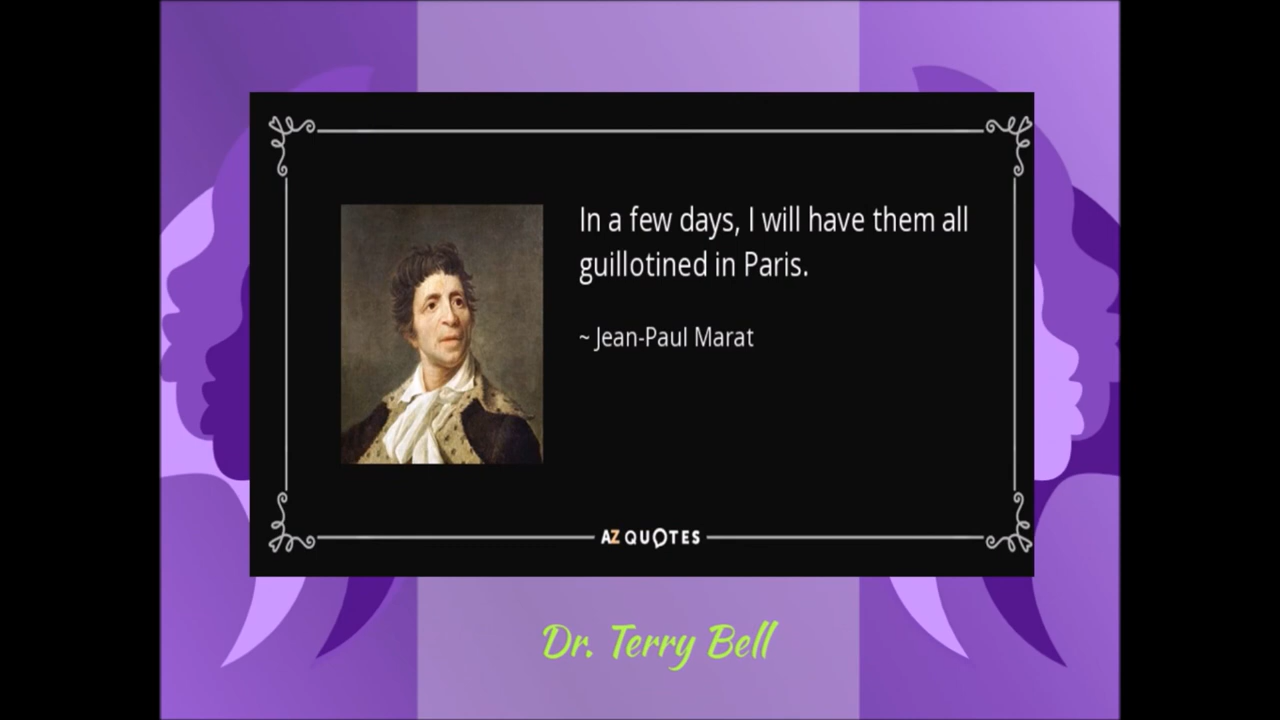 In a few days, I will have them all
guillotined in Paris.
~ Jean-Paul Marat
AZ QUOTES
Dr. Terry Bell